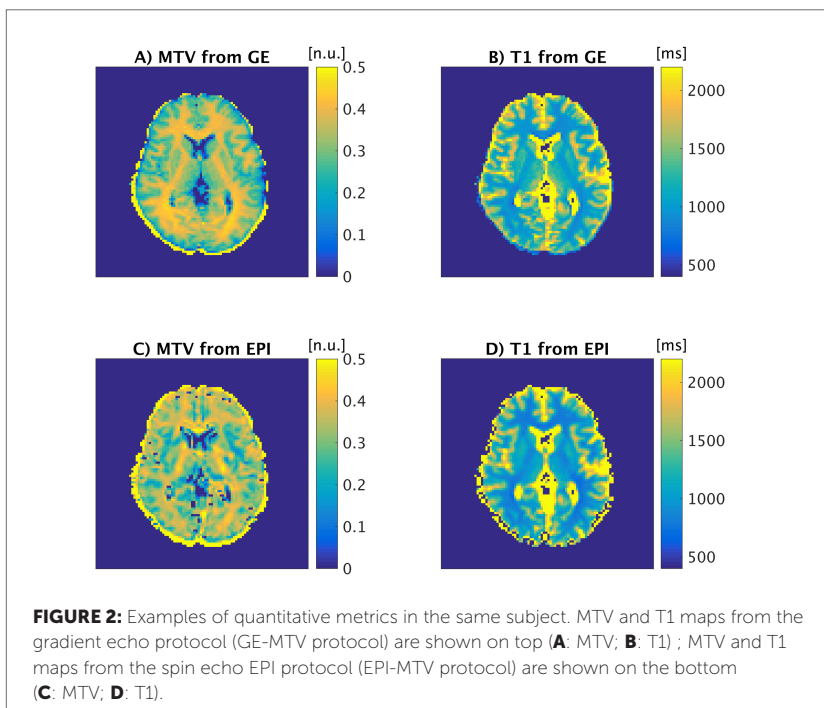 A) MTV from GE [n.u.]
B) T1 from GE [ms]
0.5
0.4
0.3
0.2
0.1
0
2000
1500
1000
500
C) MTV from EPI [n.u.]
D) T1 from EPI [ms]
0.5
0.4
0.3
0.2
0.1
0
2000
1500
1000
500
FIGURE 2: Examples of quantitative metrics in the same subject. MTV and T1 maps from the
gradient echo protocol (GE-MTV protocol) are shown on top (A: MTV; B: T1) ; MTV and T1
maps from the spin echo EPI protocol (EPI-MTV protocol) are shown on the bottom
(C: MTV; D: T1).